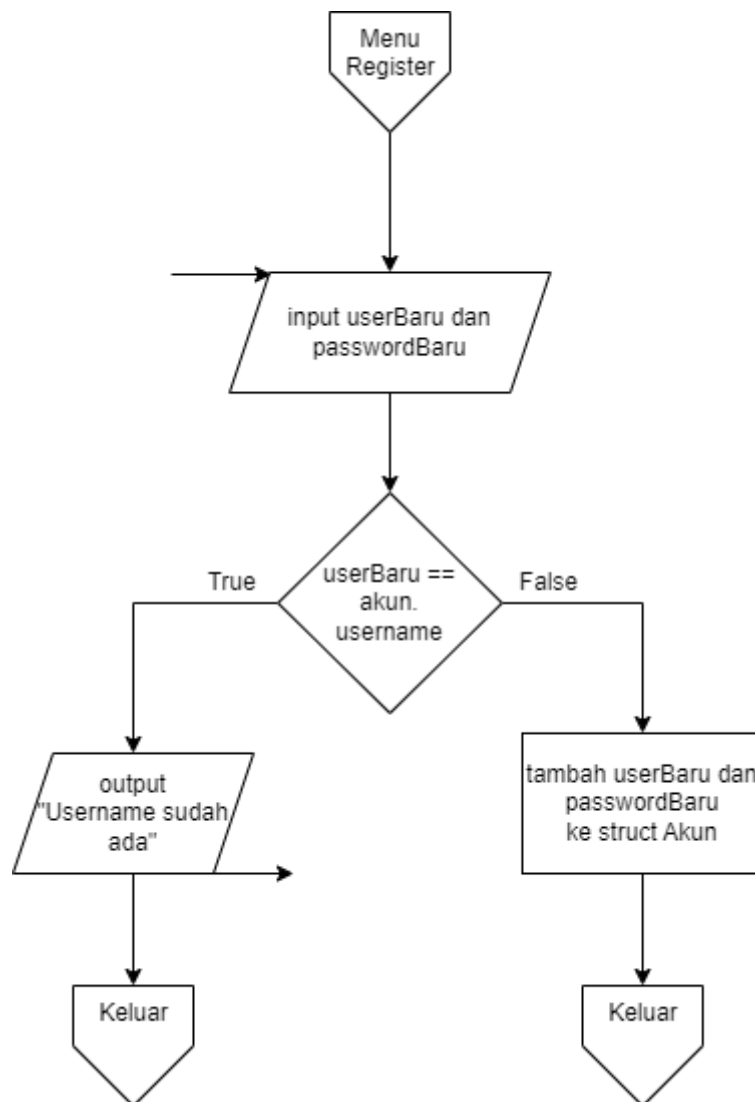 Menu
Register
input userBaru dan
passwordBaru
True
userBaru ==
akun.
username
False
output
"Username sudah
ada"
tambah userBaru dan
passwordBaru
ke struct Akun
Keluar
Keluar